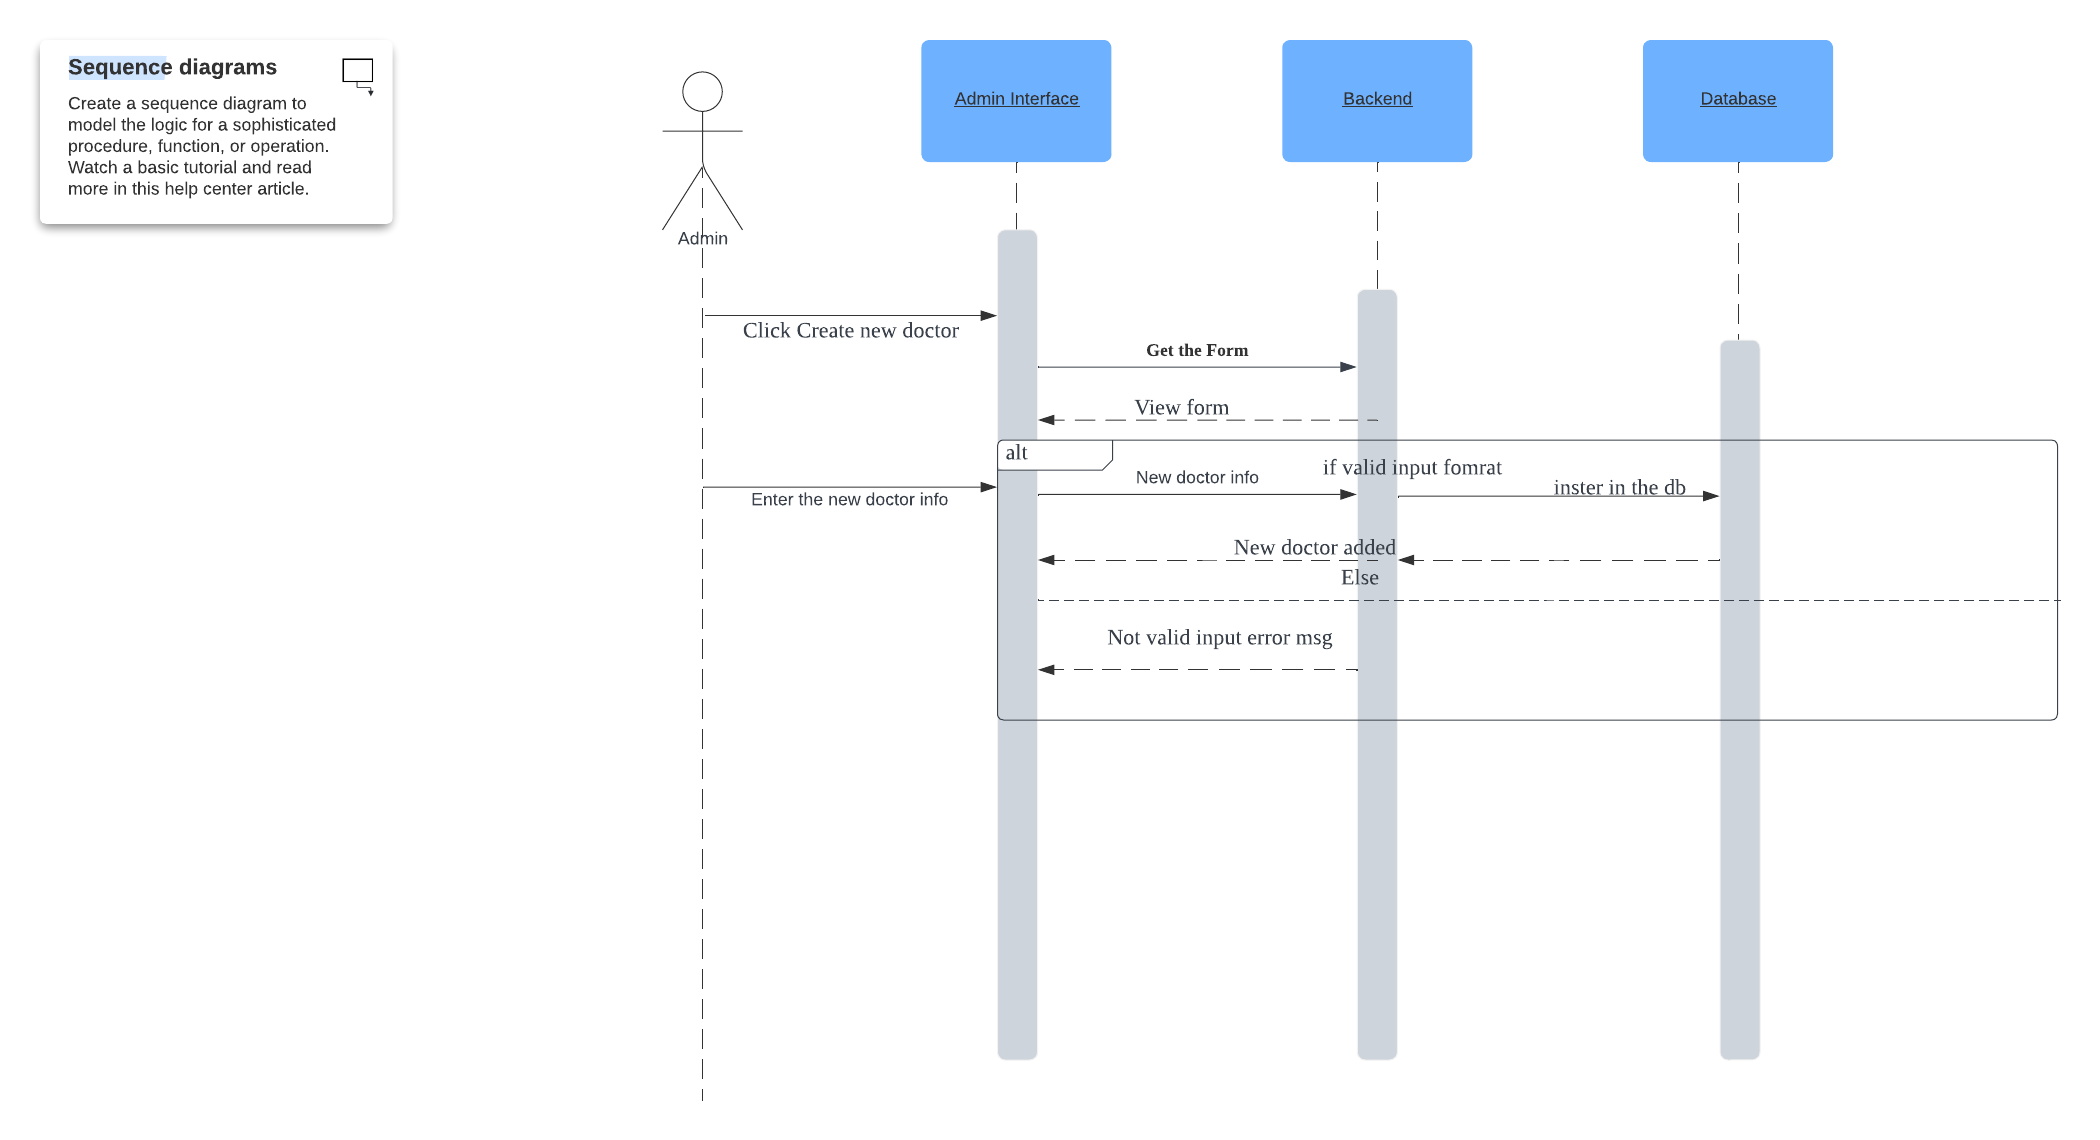 Sequence diagrams
Create a sequence diagram to
model the logic for a sophisticated
procedure, function, or operation.
Watch a basic tutorial and read
more in this help center article.
Admin
Admin Interface
Backend
Database
Click Create new doctor
Get the Form
View form
alt
Enter the new doctor info
New doctor info
if valid input fomrat
inster in the db
New doctor added
Else
Not valid input error msg